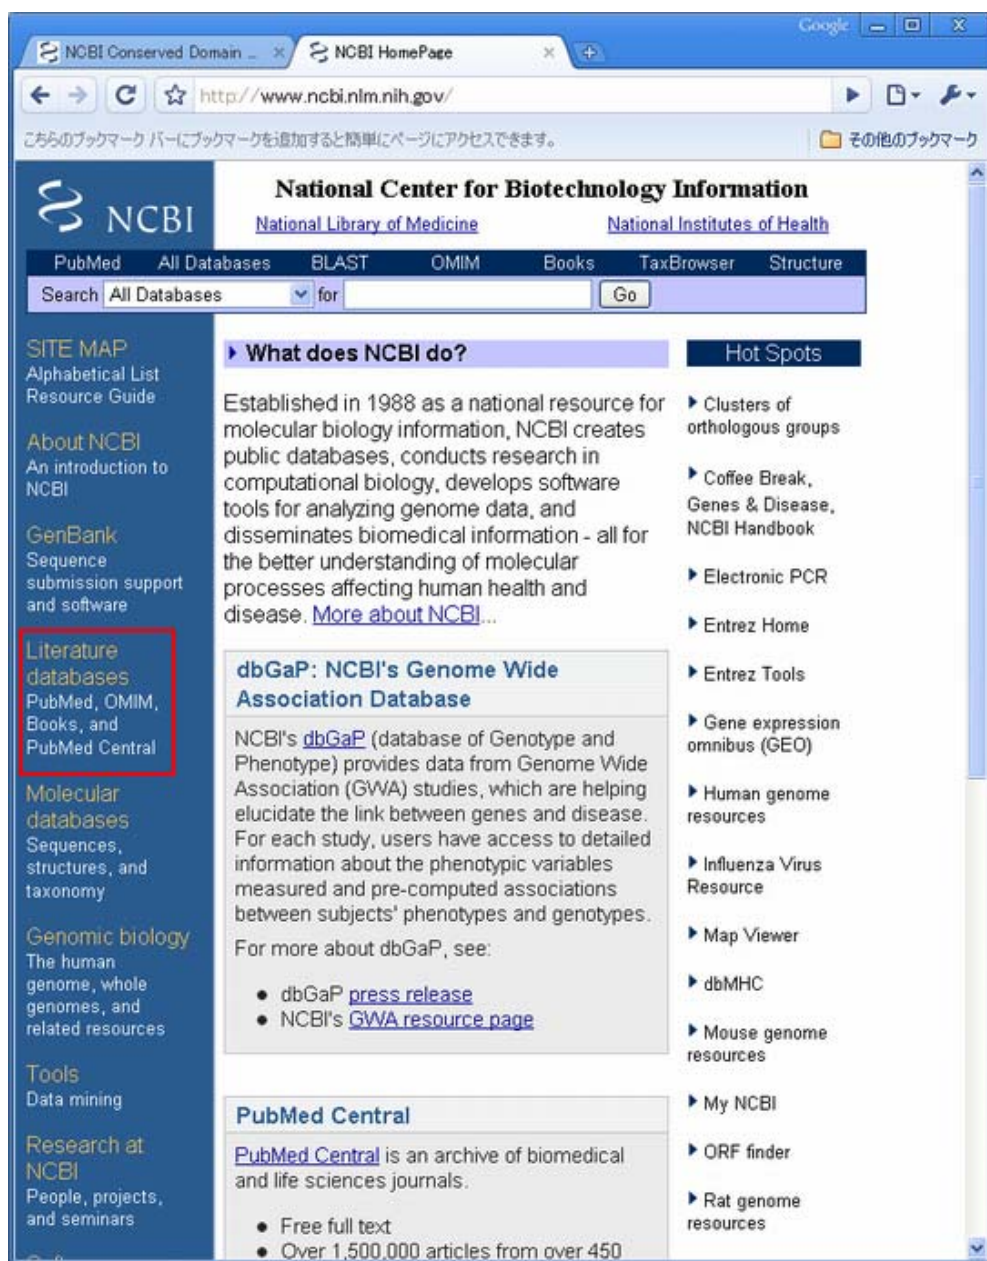 Google
NCBI Conserved Domain ...
NCBI HomePage
http://www.ncbi.nlm.nih.gov/
こちらのブックマーク バーにブックマークを追加すると簡単にページにアクセスできます。
その他のブックマーク
NCBI
National Center for Biotechnology Information
National Library of Medicine National Institutes of Health
PubMed All Databases BLAST OMIM Books TaxBrowser Structure
Search All Databases for Go
SITE MAP
Alphabetical List
Resource Guide
About NCBI
An introduction to
NCBI
GenBank
Sequence
submission support
and software
Literature
databases
PubMed, OMIM,
Books, and
PubMed Central
Molecular
databases
Sequences,
structures, and
taxonomy
Genomic biology
The human
genome, whole
genomes, and
related resources
Tools
Data mining
Research at
NCBI
People, projects,
and seminars
What does NCBI do?
Established in 1988 as a national resource for
molecular biology information, NCBI creates
public databases, conducts research in
computational biology, develops software
tools for analyzing genome data, and
disseminates biomedical information - all for
the better understanding of molecular
processes affecting human health and
disease. More about NCBI...
dbGaP: NCBI's Genome Wide
Association Database
NCBI's dbGaP (database of Genotype and
Phenotype) provides data from Genome Wide
Association (GWA) studies, which are helping
elucidate the link between genes and disease.
For each study, users have access to detailed
information about the phenotypic variables
measured and pre-computed associations
between subjects' phenotypes and genotypes.
For more about dbGaP, see:
● dbGaP press release
● NCBI's GWA resource page
PubMed Central
PubMed Central is an archive of biomedical
and life sciences journals.
● Free full text
● Over 1,500,000 articles from over 450
Hot Spots
Clusters of
orthologous groups
Coffee Break,
Genes & Disease,
NCBI Handbook
Electronic PCR
Entrez Home
Entrez Tools
Gene expression
omnibus (GEO)
Human genome
resources
Influenza Virus
Resource
Map Viewer
dbMHC
Mouse genome
resources
My NCBI
ORF finder
Rat genome
resources